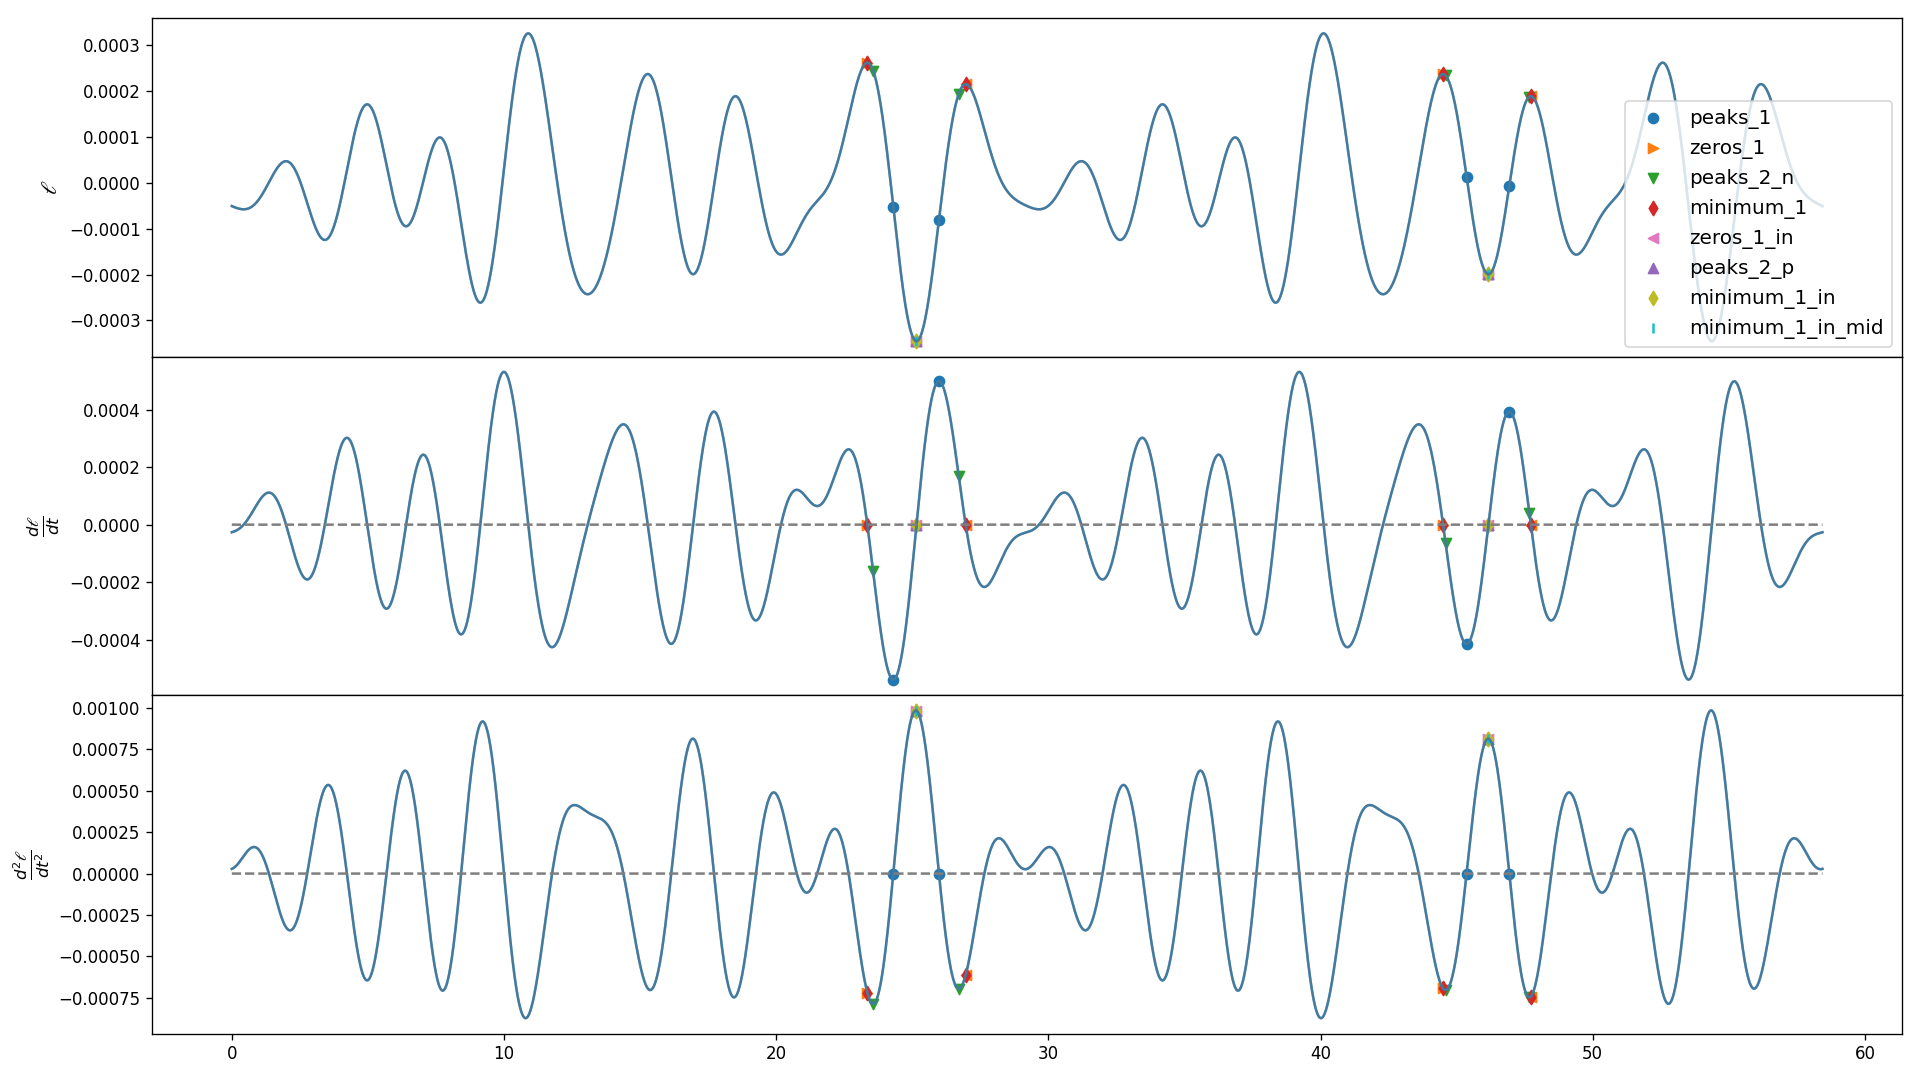 0.0003
0.0002
0.0001
0.0000
−0.0001
−0.0002
−0.0003
ℓ
peaks_1
zeros_1
peaks_2_n
minimum_1
zeros_1_in
peaks_2_p
minimum_1_in
minimum_1_in_mid
0.0004
0.0002
0.0000
−0.0002
−0.0004
dℓ
dt
0.00100
0.00075
0.00050
0.00025
0.00000
−0.00025
−0.00050
−0.00075
d²ℓ
dt²
0 10 20 30 40 50 60